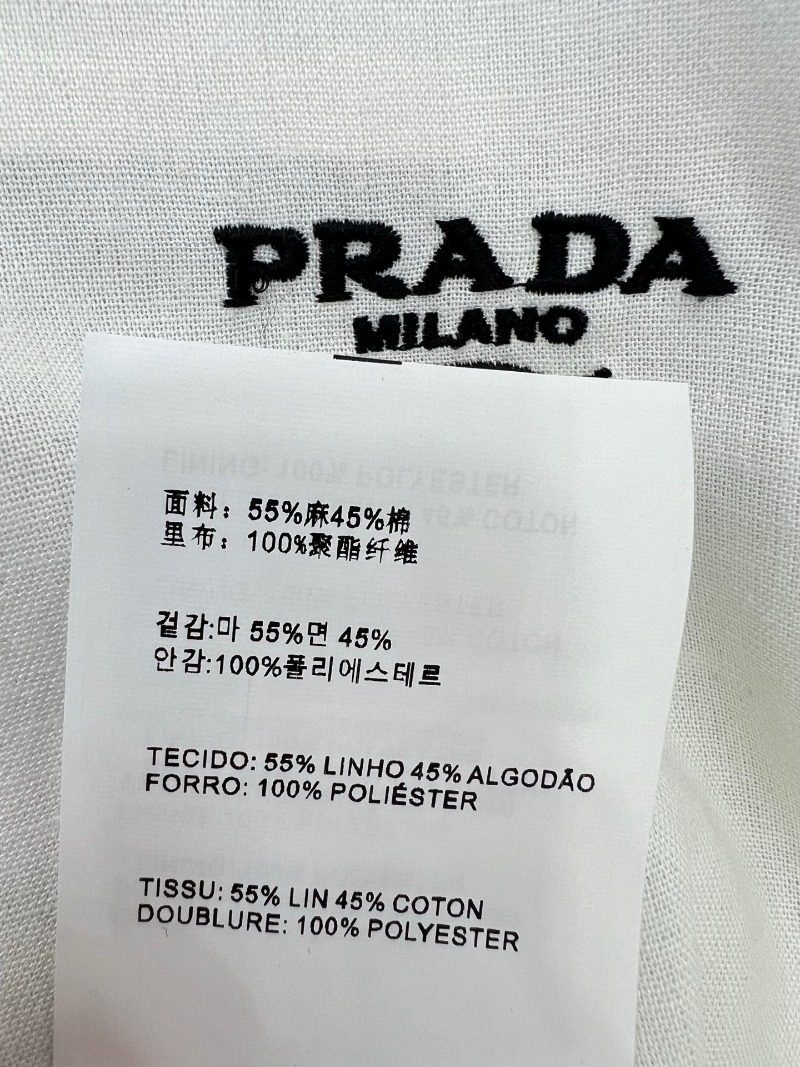 PRADA
MILANO
面料：55%麻45%棉
里布：100%聚酯纤维
겉감:마 55%면 45%
안감:100%폴리에스테르
TECIDO: 55% LINHO 45% ALGODÃO
FORRO: 100% POLIÉSTER
TISSU: 55% LIN 45% COTON
DOUBLURE: 100% POLYESTER